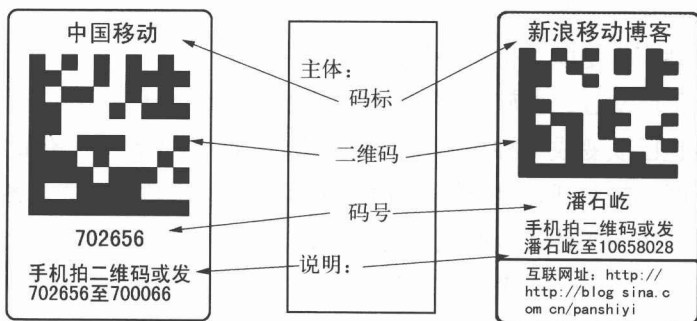 中国移动
702656
手机拍二维码或发
702656至700066
主体：
码标
二维码
码号
说明：
新浪移动博客
潘石屹
手机拍二维码或发
潘石屹至10658028
互联网址：http://
http://blog sina.c
om cn/panshiyi